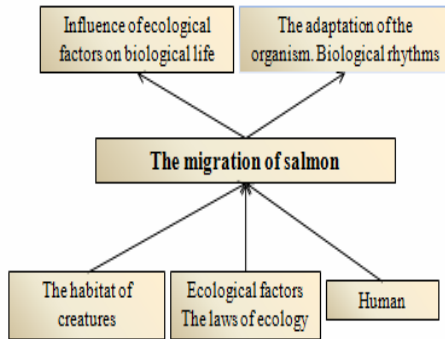 Influence of ecological
factors on biological life
The adaptation of the
organism. Biological rhythms
The migration of salmon
The habitat of
creatures
Ecological factors
The laws of ecology
Human